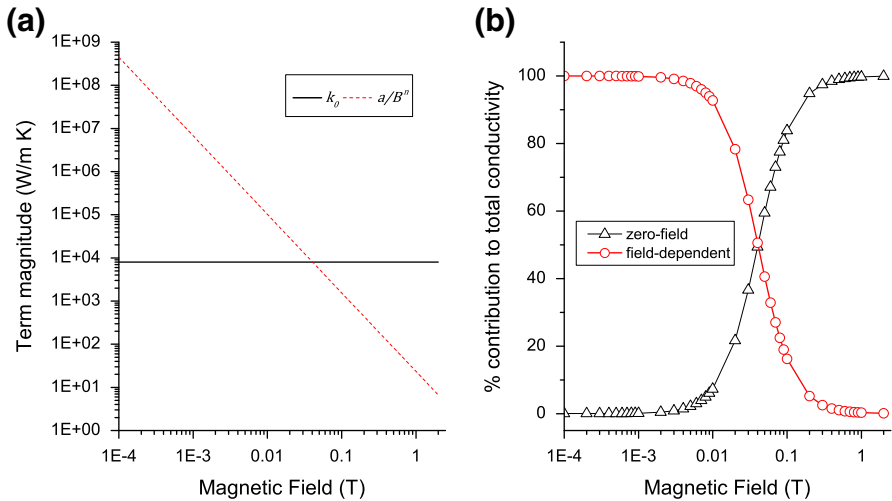 (a)
1E+09
1E+08
1E+07
1E+06
1E+05
1E+04
1E+03
1E+02
1E+01
1E+00
Term magnitude (W/m K)
k₀ a/Bⁿ
1E-4 1E-3 0.01 0.1 1
Magnetic Field (T)
(b)
100
80
60
40
20
0
% contribution to total conductivity
zero-field
field-dependent
1E-4 1E-3 0.01 0.1 1
Magnetic Field (T)